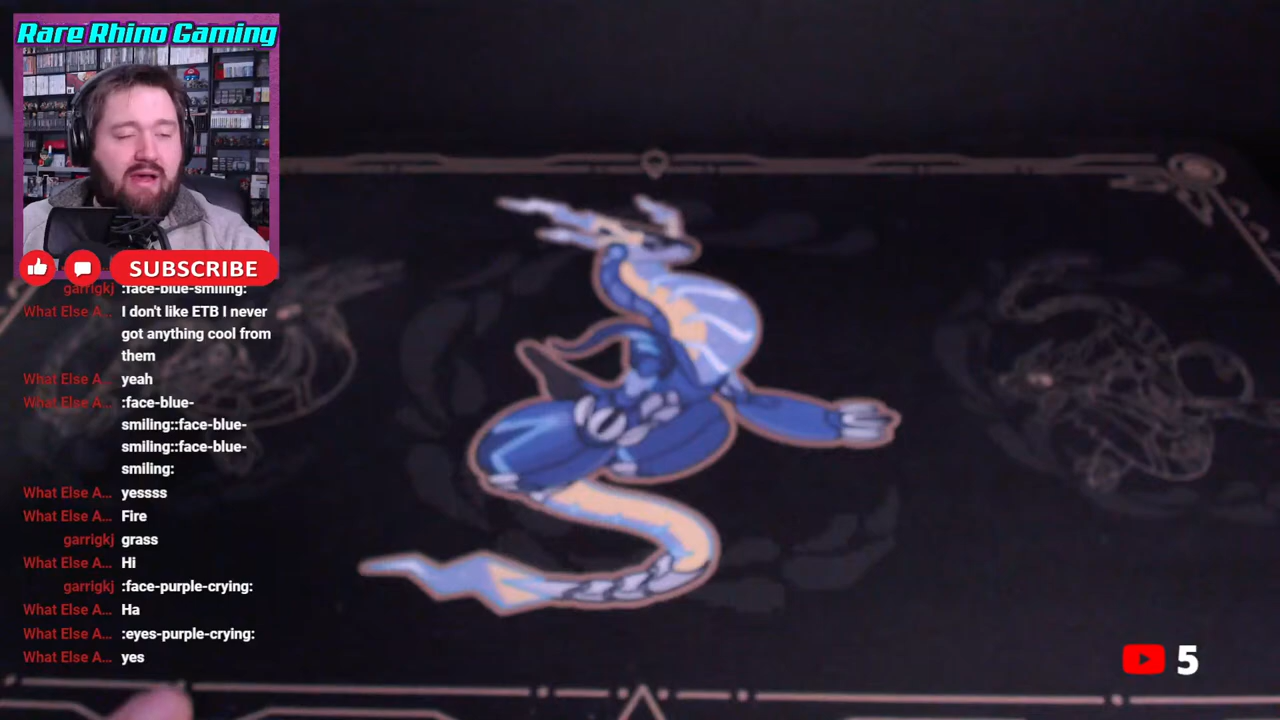 Rare Rhino Gaming
SUBSCRIBE
garrigkj :face-blue-smiling:
What Else A... I don't like ETB I never
got anything cool from
them
What Else A... yeah
What Else A... :face-blue-
smiling::face-blue-
smiling::face-blue-
smiling:
What Else A... yessss
What Else A... Fire
garrigkj grass
What Else A... Hi
garrigkj :face-purple-crying:
What Else A... Ha
What Else A... :eyes-purple-crying:
What Else A... yes
5